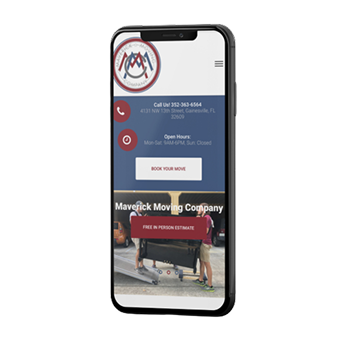 Call Us! 352-363-6564
4131 NW 13th Street, Gainesville, FL
32609
Open Hours:
Mon-Sat: 8AM-6PM. Sun: Closed
BOOK YOUR MOVE
Maverick Moving Company
FREE IN PERSON ESTIMATE